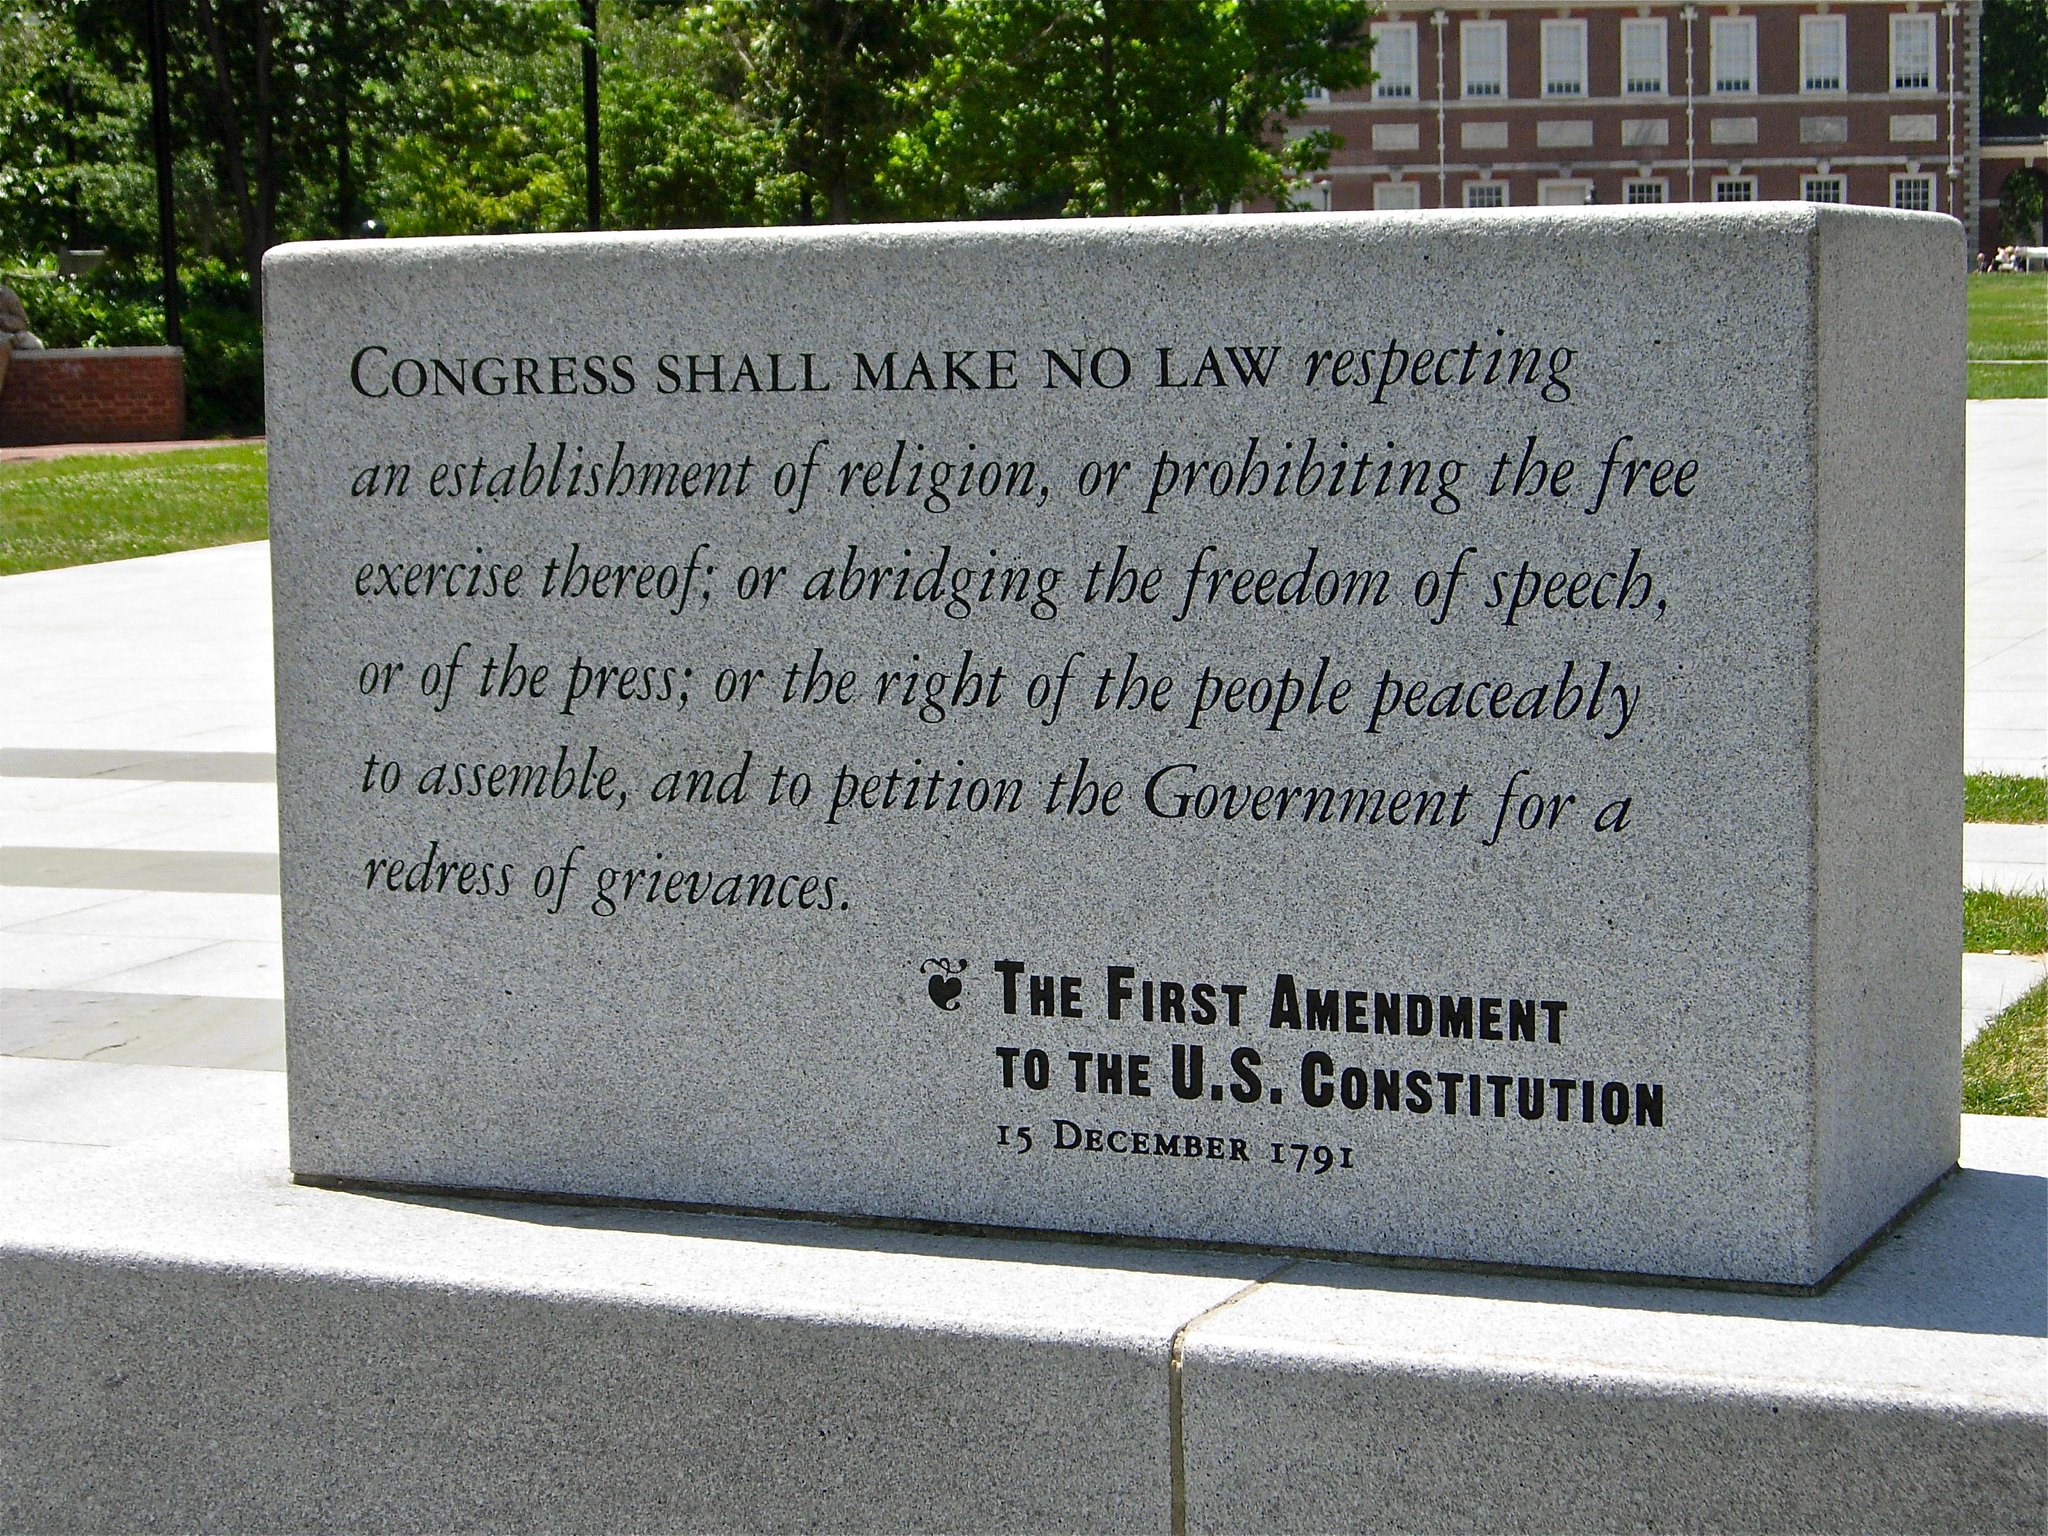 CONGRESS SHALL MAKE NO LAW respecting
an establishment of religion, or prohibiting the free
exercise thereof; or abridging the freedom of speech,
or of the press; or the right of the people peaceably
to assemble, and to petition the Government for a
redress of grievances.
❦ THE FIRST AMENDMENT
TO THE U.S. CONSTITUTION
15 DECEMBER 1791